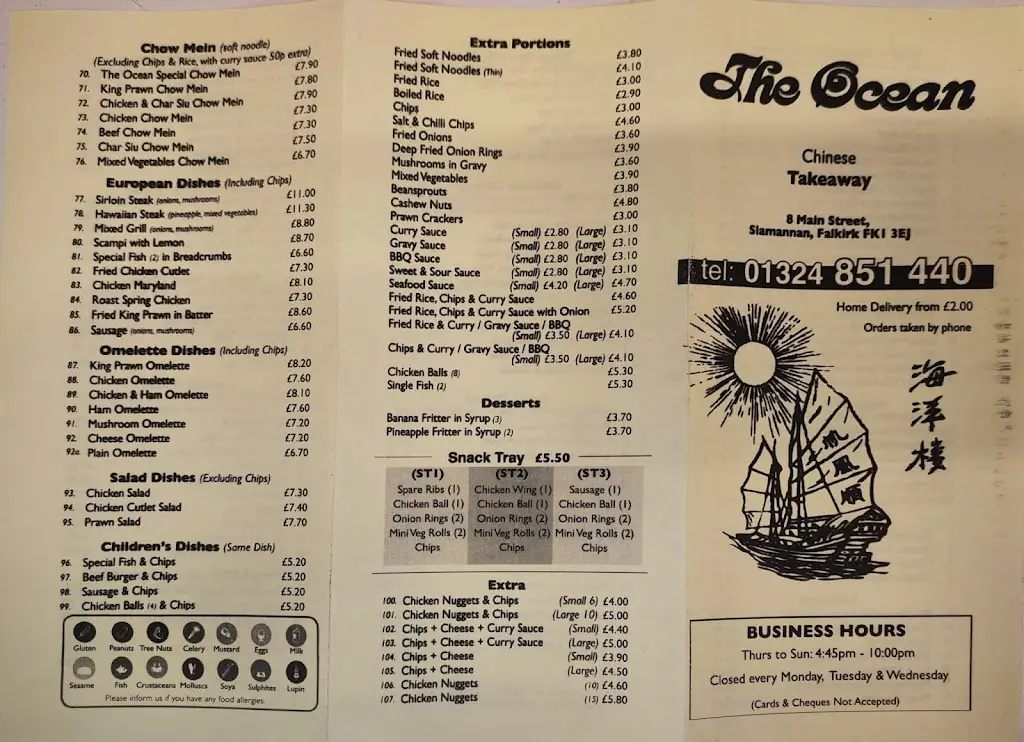 Chow Mein (soft noodle)
(Excluding Chips & Rice, with curry sauce 50p extra)
70. The Ocean Special Chow Mein £7.90
71. King Prawn Chow Mein £7.80
72. Chicken & Char Siu Chow Mein £7.90
73. Chicken Chow Mein £7.30
74. Beef Chow Mein £7.30
75. Char Siu Chow Mein £7.50
76. Mixed Vegetables Chow Mein £6.70
European Dishes (Including Chips)
77. Sirloin Steak (onions, mushrooms) £11.00
78. Hawaiian Steak (pineapple, mixed vegetables) £11.30
79. Mixed Grill (onions, mushrooms) £8.80
80. Scampi with Lemon £8.70
81. Special Fish (2) in Breadcrumbs £6.60
82. Fried Chicken Cutlet £7.30
83. Chicken Maryland £8.10
84. Roast Spring Chicken £7.30
85. Fried King Prawn in Batter £8.60
86. Sausage (onions, mushrooms) £6.60
Omelette Dishes (Including Chips)
87. King Prawn Omelette £8.20
88. Chicken Omelette £7.60
89. Chicken & Ham Omelette £8.10
90. Ham Omelette £7.60
91. Mushroom Omelette £7.20
92. Cheese Omelette £7.20
92a. Plain Omelette £6.70
Salad Dishes (Excluding Chips)
93. Chicken Salad £7.30
94. Chicken Cutlet Salad £7.40
95. Prawn Salad £7.70
Children's Dishes (Same Dish)
96. Special Fish & Chips £5.20
97. Beef Burger & Chips £5.20
98. Sausage & Chips £5.20
99. Chicken Balls (4) & Chips £5.20
Gluten Peanuts Tree Nuts Celery Mustard Eggs Milk
Sesame Fish Crustaceans Molluscs Soya Sulphites Lupin
Please inform us if you have any food allergies.
Extra Portions
Fried Soft Noodles £3.80
Fried Soft Noodles (Thin) £4.10
Fried Rice £3.00
Boiled Rice £2.90
Chips £3.00
Salt & Chilli Chips £4.60
Fried Onions £3.60
Deep Fried Onion Rings £3.90
Mushrooms in Gravy £3.60
Mixed Vegetables £3.90
Beansprouts £3.80
Cashew Nuts £4.80
Prawn Crackers £3.00
Curry Sauce (Small) £2.80 (Large) £3.10
Gravy Sauce (Small) £2.80 (Large) £3.10
BBQ Sauce (Small) £2.80 (Large) £3.10
Sweet & Sour Sauce (Small) £2.80 (Large) £3.10
Seafood Sauce (Small) £4.20 (Large) £4.70
Fried Rice, Chips & Curry Sauce £4.60
Fried Rice, Chips & Curry Sauce with Onion £5.20
Fried Rice & Curry / Gravy Sauce / BBQ
(Small) £3.50 (Large) £4.10
Chips & Curry / Gravy Sauce / BBQ
(Small) £3.50 (Large) £4.10
Chicken Balls (8) £5.30
Single Fish (2) £5.30
Desserts
Banana Fritter in Syrup (3) £3.70
Pineapple Fritter in Syrup (2) £3.70
Snack Tray £5.50
(ST1) (ST2) (ST3)
Spare Ribs (1) Chicken Wing (1) Sausage (1)
Chicken Ball (1) Chicken Ball (1) Chicken Ball (1)
Onion Rings (2) Onion Rings (2) Onion Rings (2)
Mini Veg Rolls (2) Mini Veg Rolls (2) Mini Veg Rolls (2)
Chips Chips Chips
Extra
100. Chicken Nuggets & Chips (Small 6) £4.00
101. Chicken Nuggets & Chips (Large 10) £5.00
102. Chips + Cheese + Curry Sauce (Small) £4.40
103. Chips + Cheese + Curry Sauce (Large) £5.00
104. Chips + Cheese (Small) £3.90
105. Chips + Cheese (Large) £4.50
106. Chicken Nuggets (10) £4.60
107. Chicken Nuggets (15) £5.80
The Ocean
Chinese
Takeaway
8 Main Street,
Slamannan, Falkirk FK1 3EJ
tel: 01324 851 440
Home Delivery from £2.00
Orders taken by phone
海洋楼
帆風順
BUSINESS HOURS
Thurs to Sun: 4:45pm - 10:00pm
Closed every Monday, Tuesday & Wednesday
(Cards & Cheques Not Accepted)